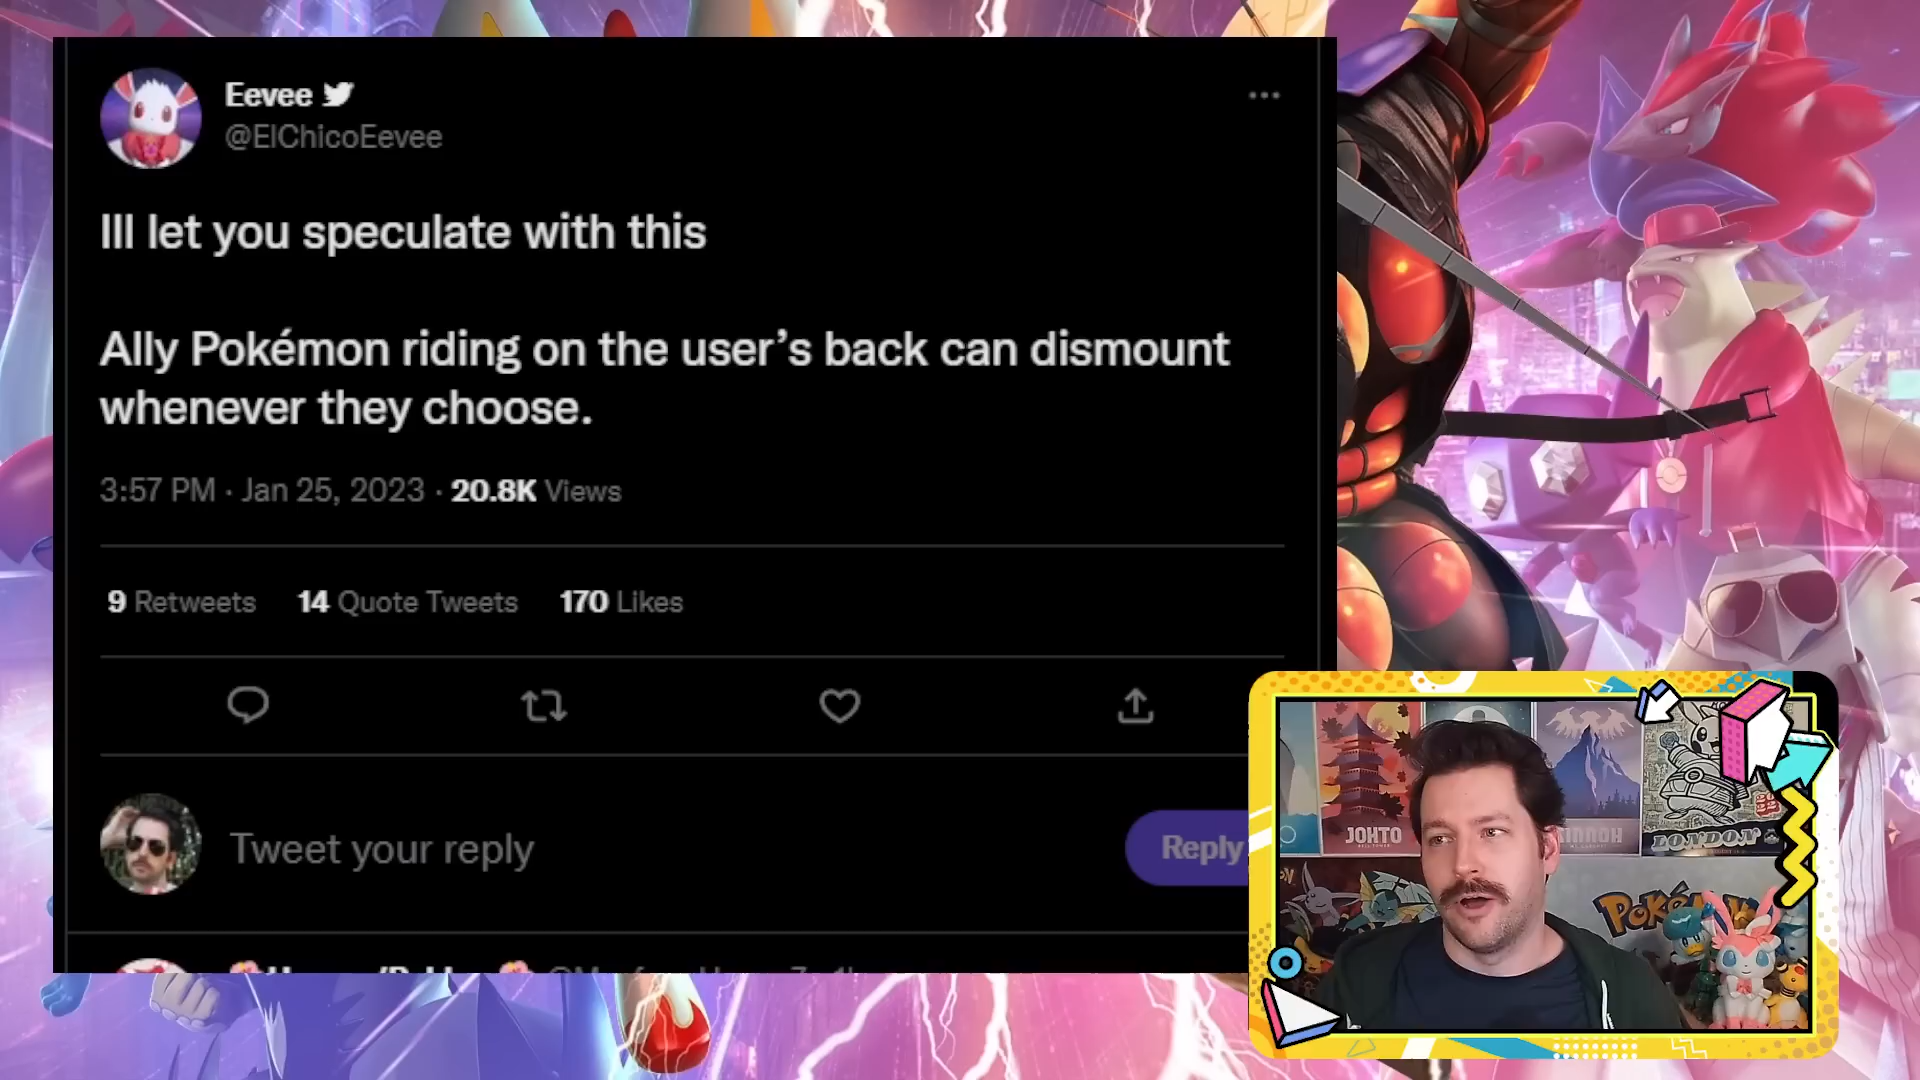 Eevee
@ElChicoEevee
Ill let you speculate with this
Ally Pokémon riding on the user's back can dismount
whenever they choose.
3:57 PM · Jan 25, 2023 · 20.8K Views
9 Retweets 14 Quote Tweets 170 Likes
Tweet your reply
Reply
JOHTO
LONDON
POKéMON